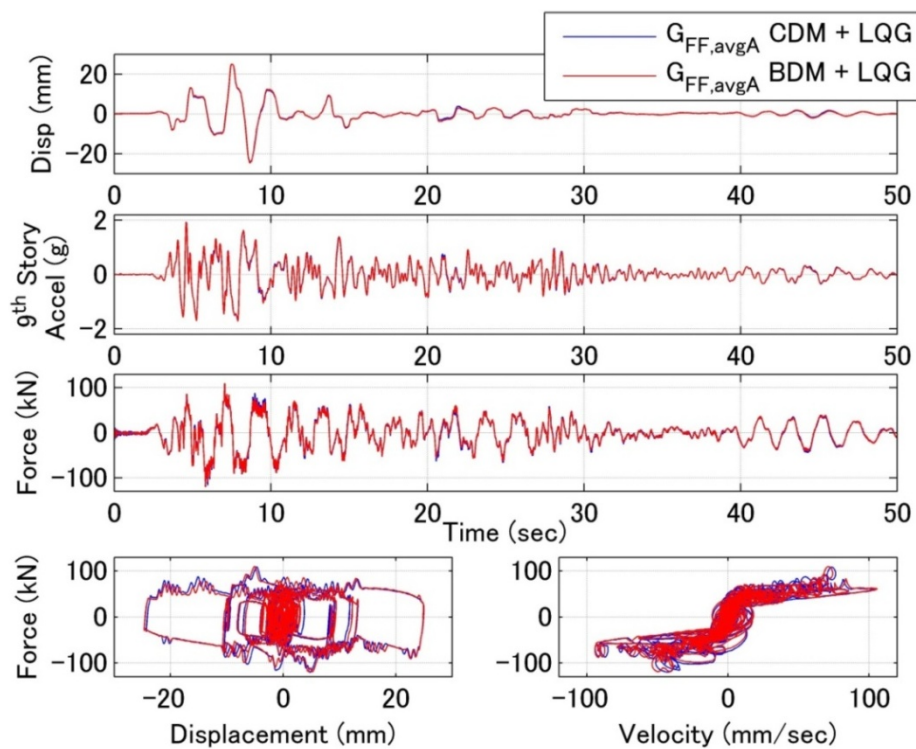 G_FF,avgA CDM + LQG
G_FF,avgA BDM + LQG
Disp (mm)
20
0
−20
0 10 20 30 40 50
9th Story
Accel (g)
2
0
−2
0 10 20 30 40 50
Force (kN)
100
0
−100
0 10 20 30 40 50
Time (sec)
Force (kN)
100
0
−100
−20 0 20
Displacement (mm)
100
0
−100
−100 0 100
Velocity (mm/sec)